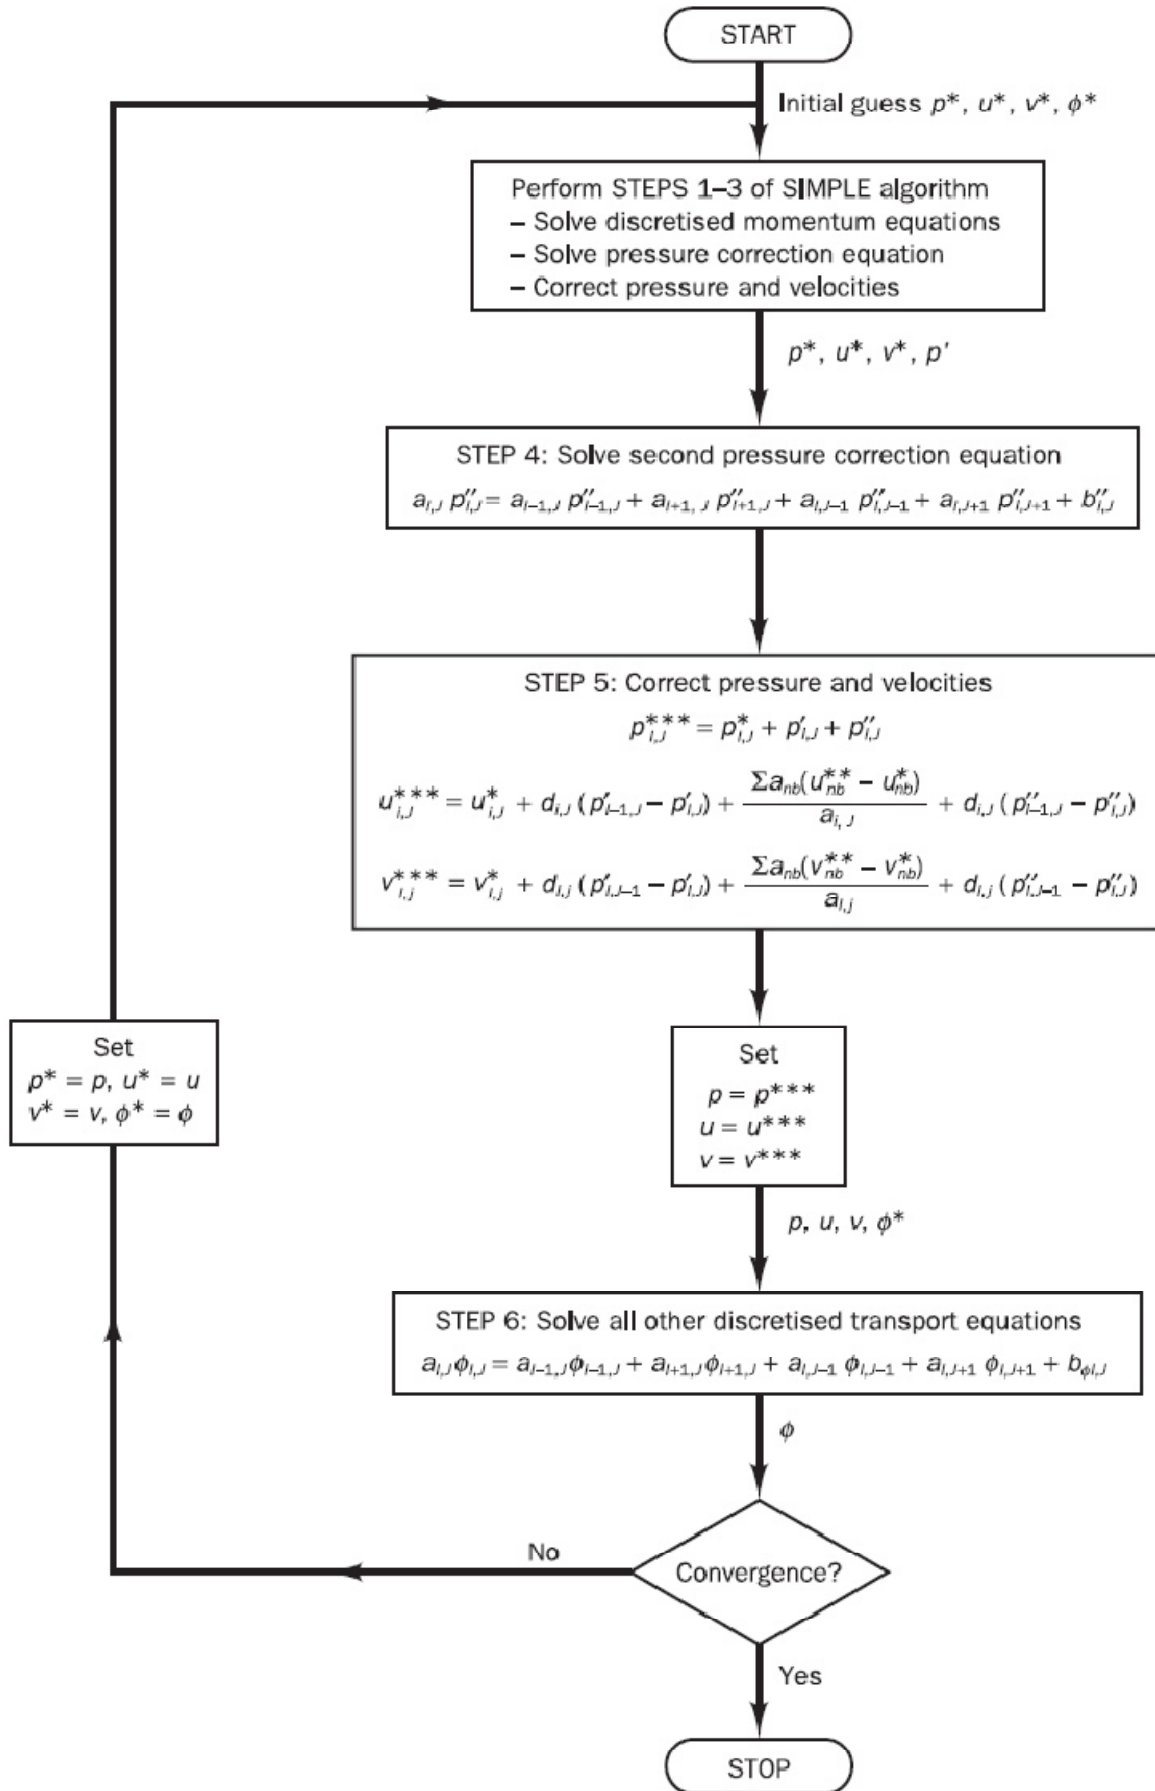 START
Initial guess p*, u*, v*, ϕ*
Perform STEPS 1–3 of SIMPLE algorithm
– Solve discretised momentum equations
– Solve pressure correction equation
– Correct pressure and velocities
p*, u*, v*, p′
STEP 4: Solve second pressure correction equation
a_{I,J} p″_{I,J} = a_{I–1,J} p″_{I–1,J} + a_{I+1,J} p″_{I+1,J} + a_{I,J–1} p″_{I,J–1} + a_{I,J+1} p″_{I,J+1} + b″_{I,J}
STEP 5: Correct pressure and velocities
p***_{I,J} = p*_{I,J} + p′_{I,J} + p″_{I,J}
u***_{i,J} = u*_{i,J} + d_{i,J} (p′_{I–1,J} – p′_{I,J}) + Σa_{nb}(u**_{nb} – u*_{nb}) / a_{i,J} + d_{i,J} (p″_{I–1,J} – p″_{I,J})
v***_{I,j} = v*_{I,j} + d_{I,j} (p′_{I,J–1} – p′_{I,J}) + Σa_{nb}(v**_{nb} – v*_{nb}) / a_{I,j} + d_{I,j} (p″_{I,J–1} – p″_{I,J})
Set
p* = p, u* = u
v* = v, ϕ* = ϕ
Set
p = p***
u = u***
v = v***
p, u, v, ϕ*
STEP 6: Solve all other discretised transport equations
a_{I,J}ϕ_{I,J} = a_{I–1,J}ϕ_{I–1,J} + a_{I+1,J}ϕ_{I+1,J} + a_{I,J–1} ϕ_{I,J–1} + a_{I,J+1} ϕ_{I,J+1} + b_{ϕI,J}
ϕ
No
Convergence?
Yes
STOP